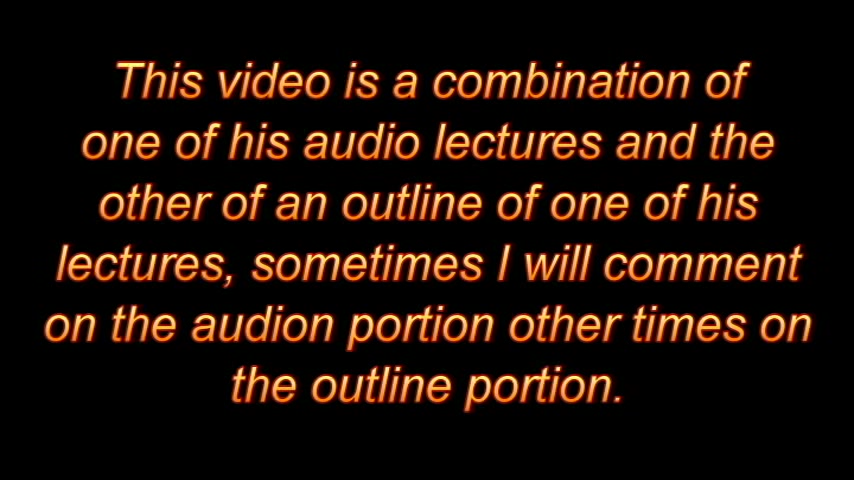 This video is a combination of
one of his audio lectures and the
other of an outline of one of his
lectures, sometimes I will comment
on the audion portion other times on
the outline portion.